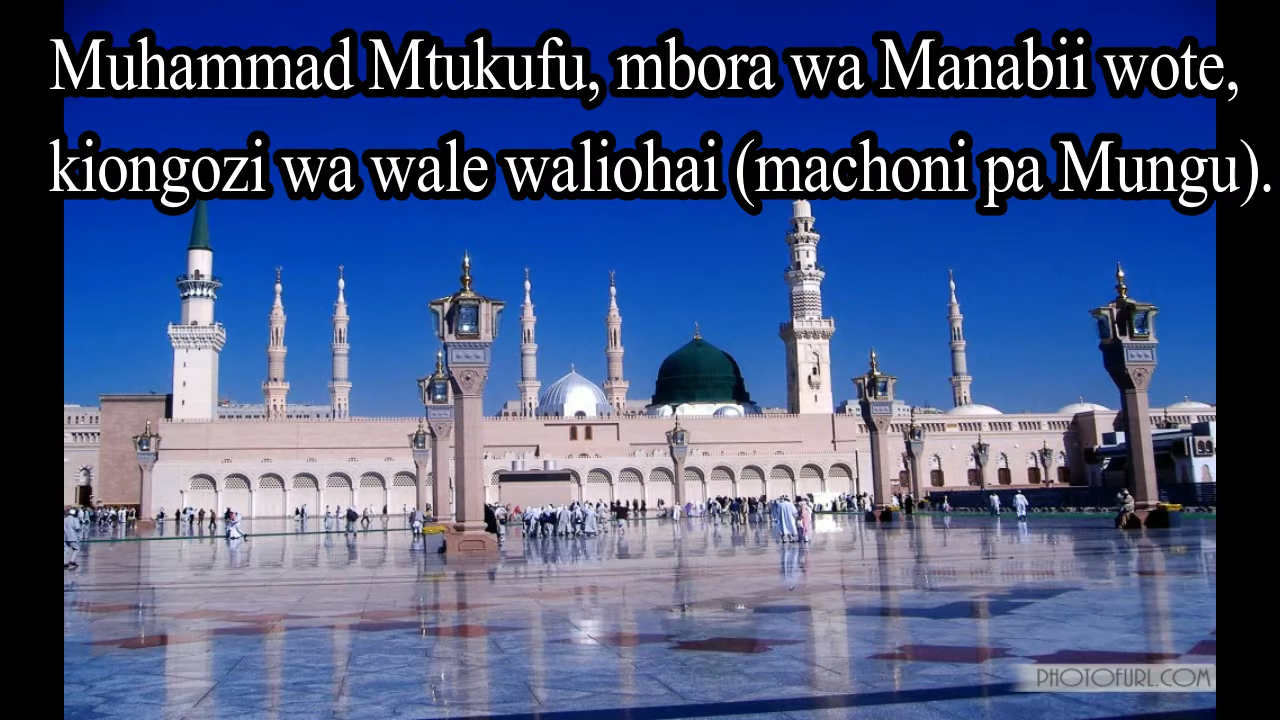 Muhammad Mtukufu, mbora wa Manabii wote,
kiongozi wa wale waliohai (machoni pa Mungu).
PHOTOFURL.COM